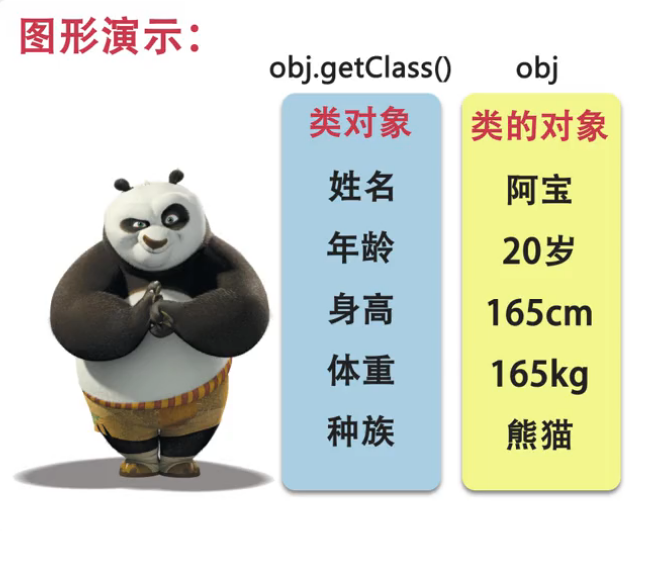 图形演示：
obj.getClass() obj
类对象 类的对象
姓名 阿宝
年龄 20岁
身高 165cm
体重 165kg
种族 熊猫